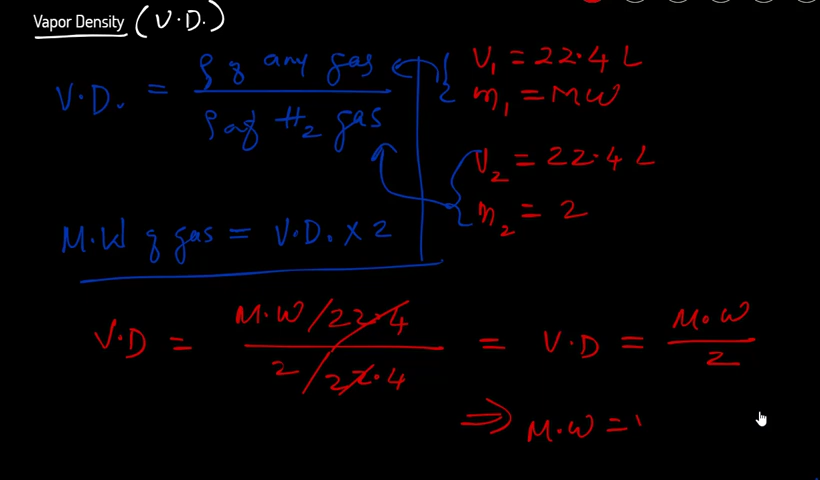 Vapor Density (V.D.)
V.D. = ρ of any gas / ρ of H₂ gas
V₁ = 22.4 L
m₁ = MW
V₂ = 22.4 L
m₂ = 2
M.W of gas = V.D. × 2
V.D = M.W/22.4 / 2/22.4 = V.D = M.W / 2
⇒ M.W =